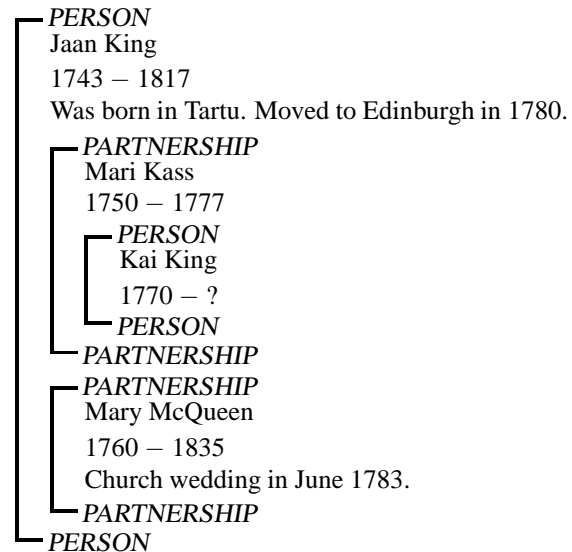 PERSON
Jaan King
1743 – 1817
Was born in Tartu. Moved to Edinburgh in 1780.
PARTNERSHIP
Mari Kass
1750 – 1777
PERSON
Kai King
1770 – ?
PERSON
PARTNERSHIP
PARTNERSHIP
Mary McQueen
1760 – 1835
Church wedding in June 1783.
PARTNERSHIP
PERSON